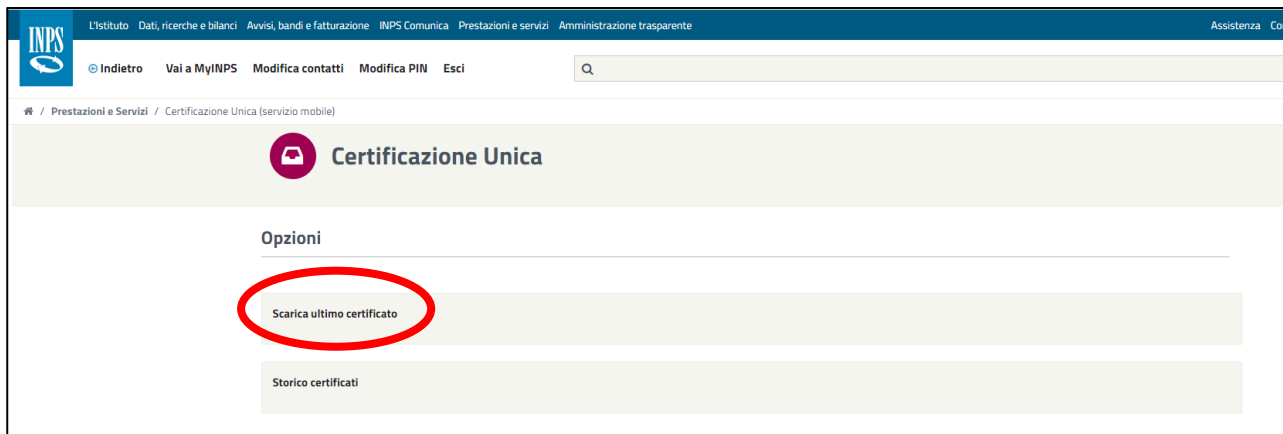 INPS
L'Istituto Dati, ricerche e bilanci Avvisi, bandi e fatturazione INPS Comunica Prestazioni e servizi Amministrazione trasparente Assistenza
Indietro Vai a MyINPS Modifica contatti Modifica PIN Esci
/ Prestazioni e Servizi / Certificazione Unica (servizio mobile)
Certificazione Unica
Opzioni
Scarica ultimo certificato
Storico certificati